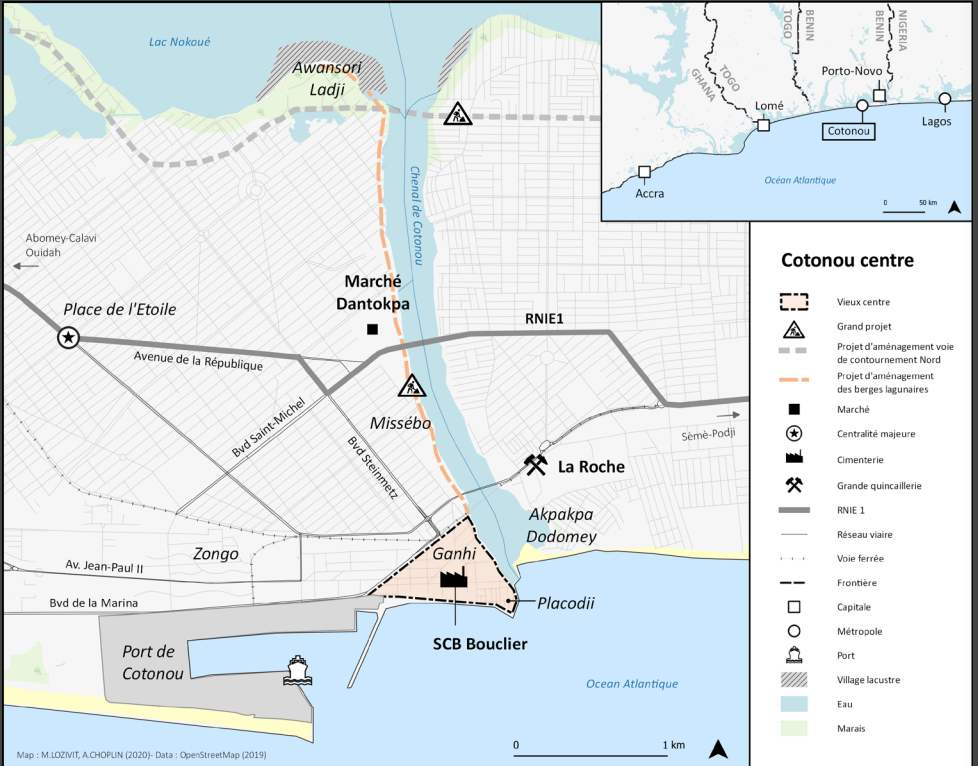 Lac Nokoué
Awansori
Ladji
Chenal de Cotonou
Abomey-Calavi
Ouidah
Place de l'Etoile
Marché
Dantokpa
RNIE1
Avenue de la République
Bvd Saint-Michel
Missébo
Bvd Steinmetz
Sèmè-Podji
La Roche
Akpakpa
Dodomey
Zongo
Ganhi
Av. Jean-Paul II
Bvd de la Marina
Placodii
SCB Bouclier
Port de
Cotonou
Ocean Atlantique
0 1 km
Map : M.LOZIVIT, A.CHOPLIN (2020)- Data : OpenStreetMap (2019)
GHANA
TOGO
TOGO
BENIN
BENIN
NIGERIA
Porto-Novo
Lomé
Cotonou
Lagos
Accra
Océan Atlantique
0 50 km
Cotonou centre
Vieux centre
Grand projet
Projet d'aménagement voie
de contournement Nord
Projet d'aménagement
des berges lagunaires
Marché
Centralité majeure
Cimenterie
Grande quincaillerie
RNIE 1
Réseau viaire
Voie ferrée
Frontière
Capitale
Métropole
Port
Village lacustre
Eau
Marais